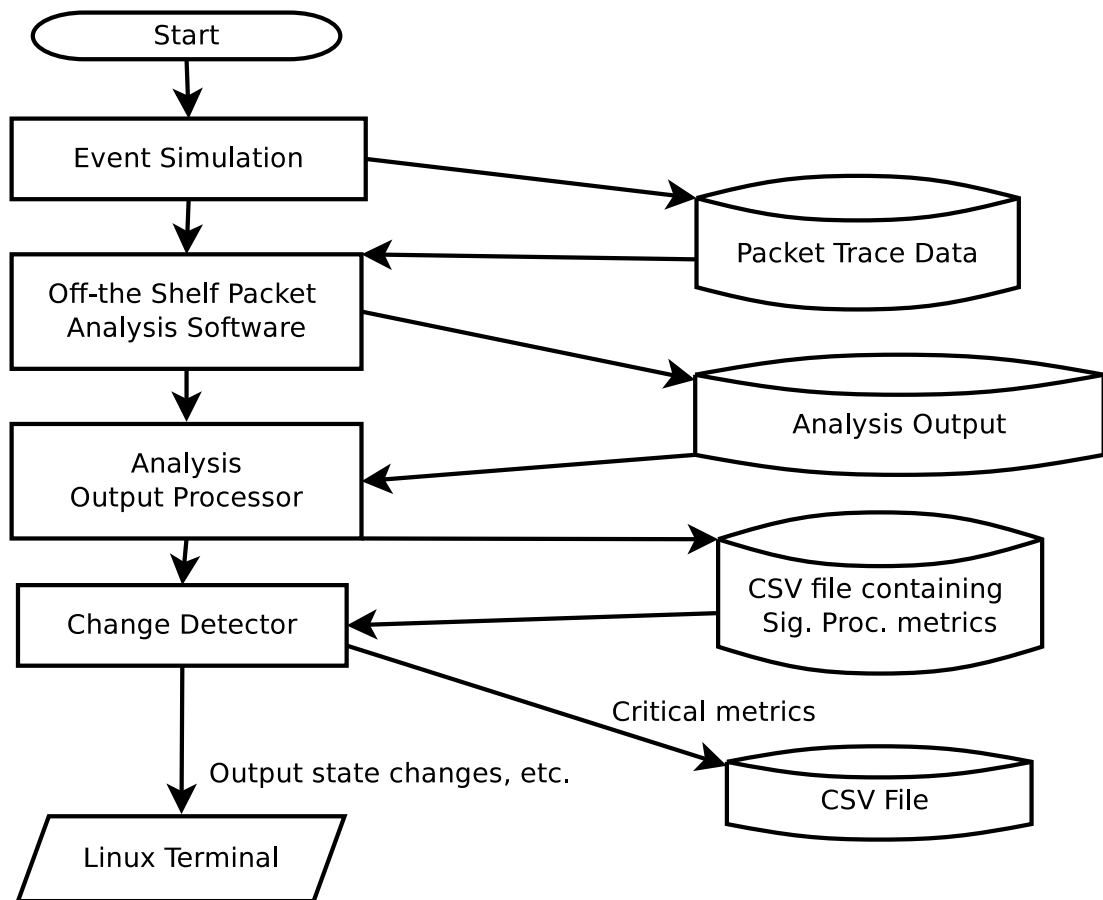 Start
Event Simulation
Packet Trace Data
Off-the Shelf Packet
Analysis Software
Analysis Output
Analysis
Output Processor
CSV file containing
Sig. Proc. metrics
Change Detector
Critical metrics
Output state changes, etc.
CSV File
Linux Terminal